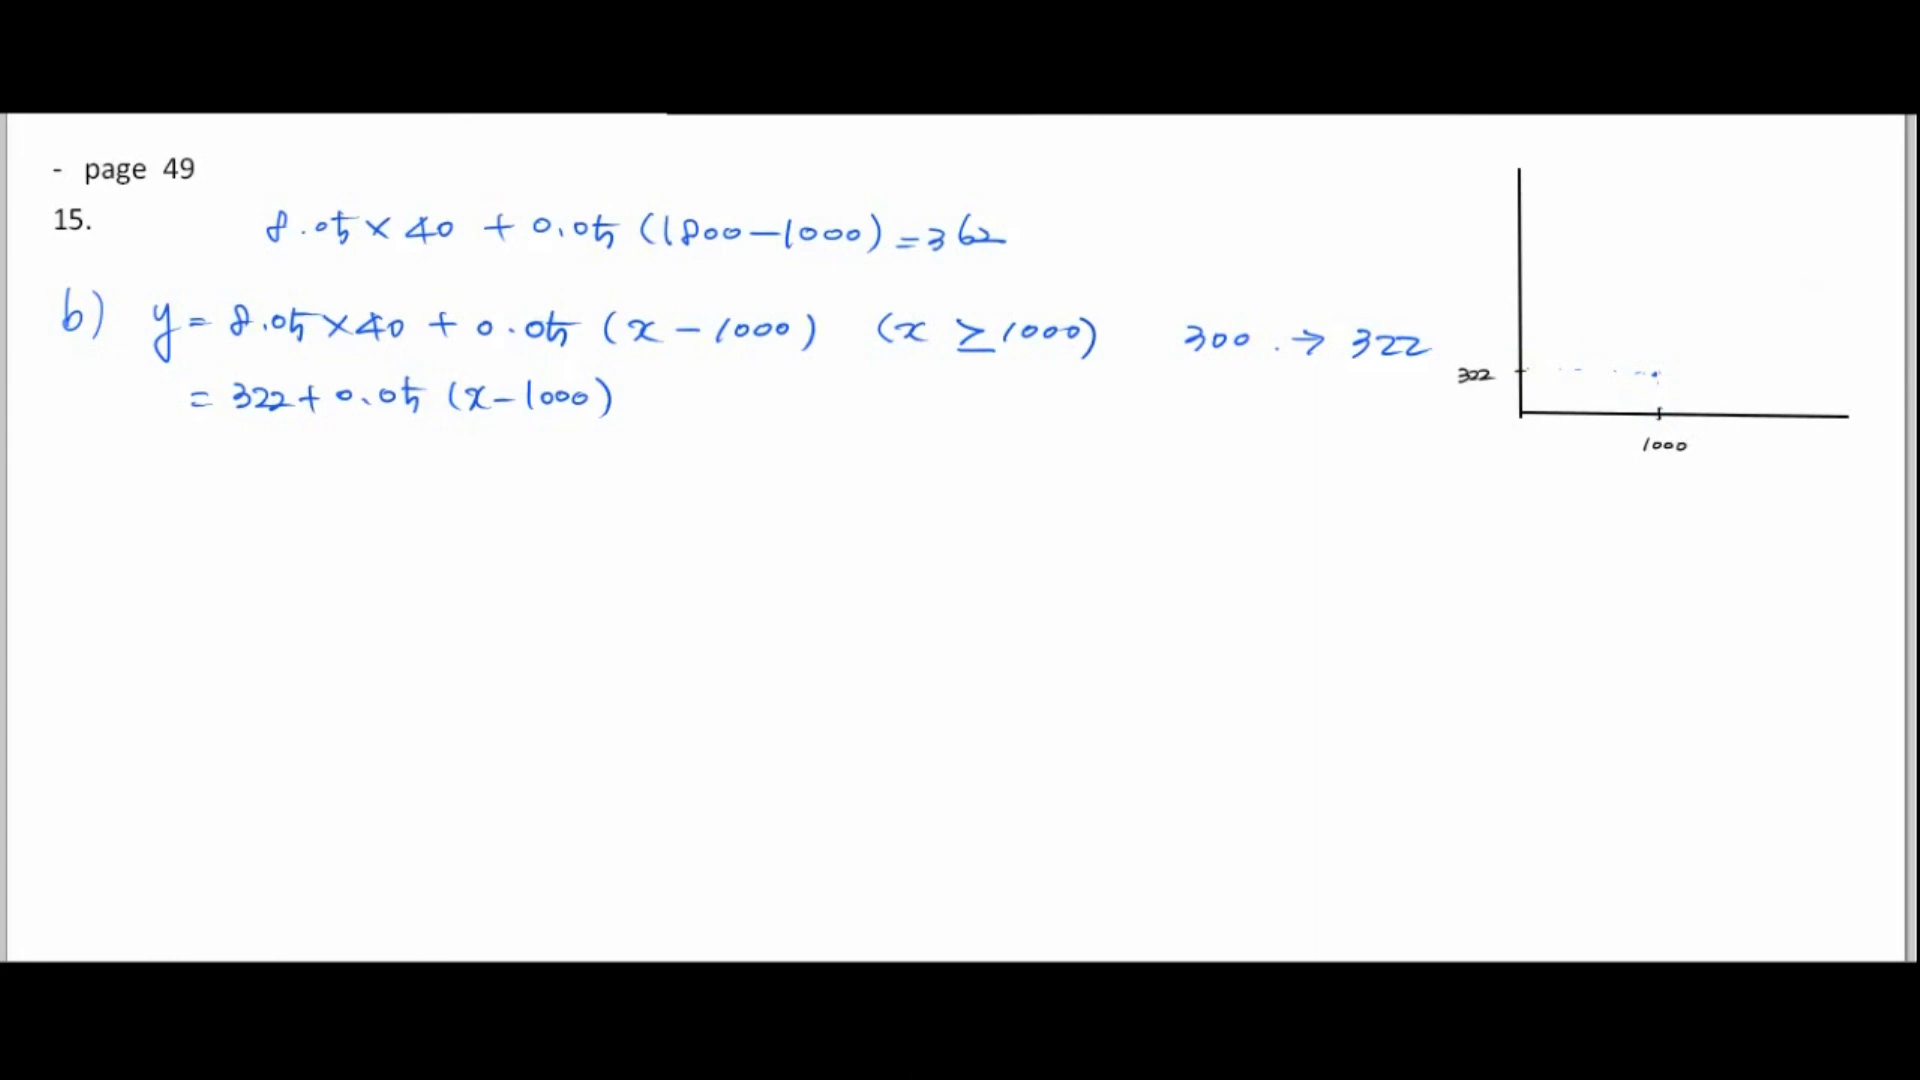 - page 49
15.
8.05 × 40 + 0.05 (1800 – 1000) = 362
b) y = 8.05 × 40 + 0.05 (x – 1000) (x ≥ 1000) 300 . → 322
= 322 + 0.05 (x – 1000)
322
1000